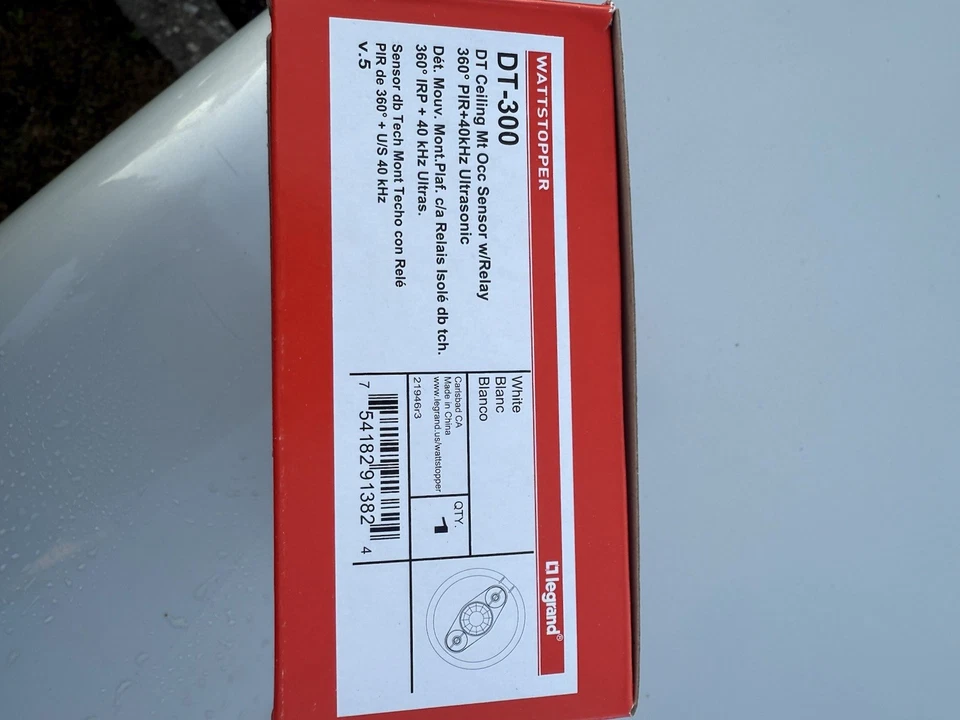 WATTSTOPPER
legrand®
DT-300
DT Ceiling Mt Occ Sensor w/Relay
360° PIR+40kHz Ultrasonic
Dét. Mouv. Mont.Plaf. c/a Relais Isolé db tch.
360° IRP + 40 kHz Ultras.
Sensor db Tech Mont Techo con Relé
PIR de 360° + U/S 40 kHz
v.5
White
Blanc
Blanco
Carlsbad CA
Made in China
www.legrand.us/wattstopper
21946r3
QTY.
1
7 54182 91382 4